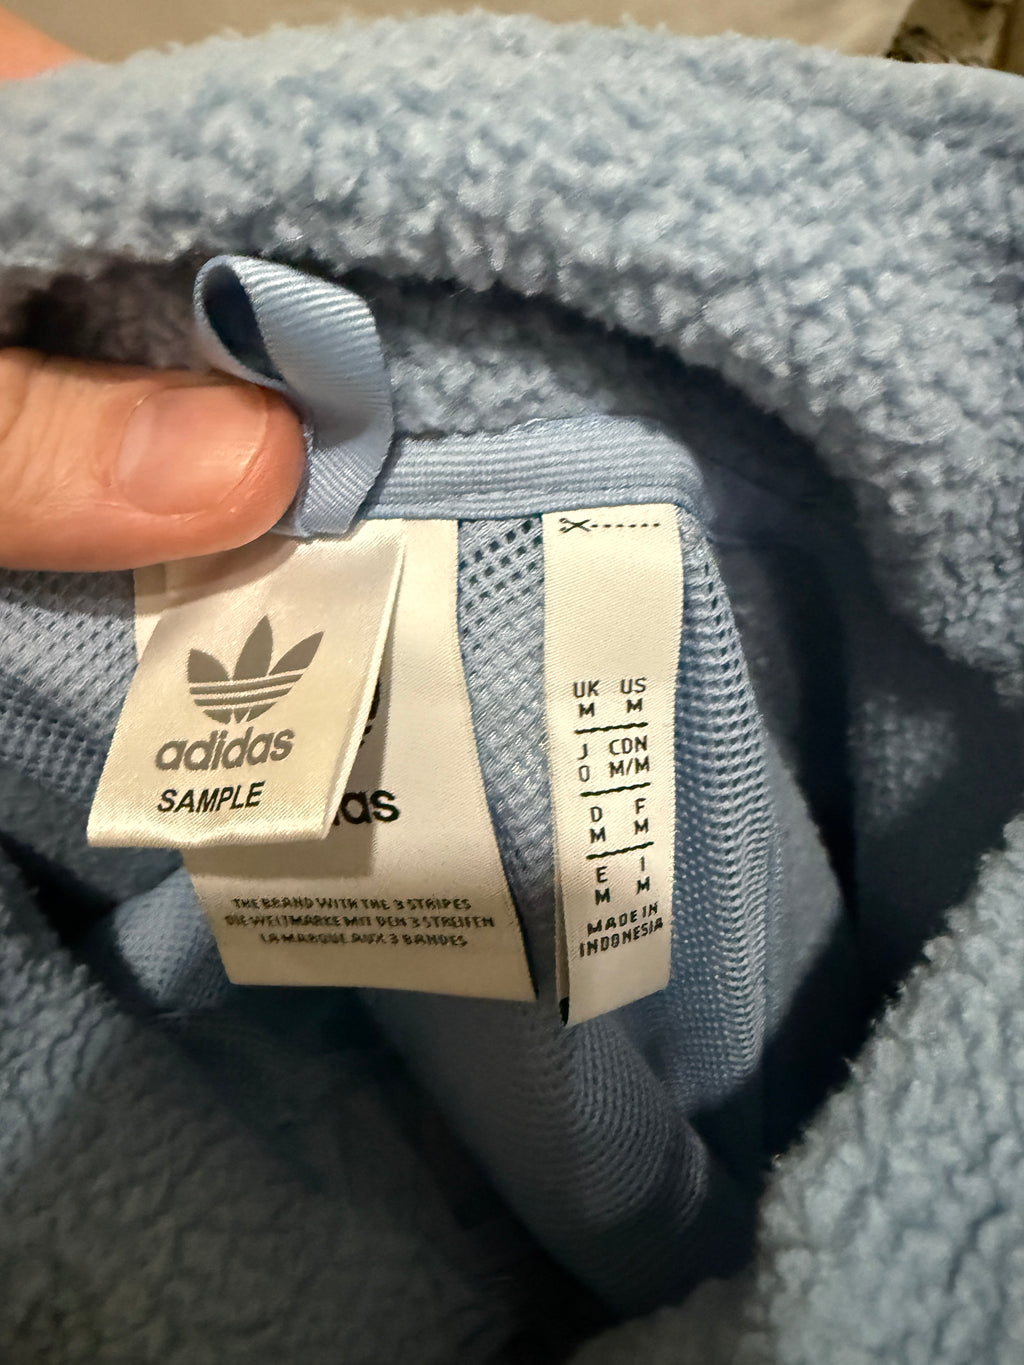 adidas
SAMPLE
das
THE BRAND WITH THE 3 STRIPES
DIE WELTMARKE MIT DEN 3 STREIFEN
LA MARQUE AUX 3 BANDES
UK US
M M
J CDN
O M/M
D F
M M
E I
M M
MADE IN
INDONESIA